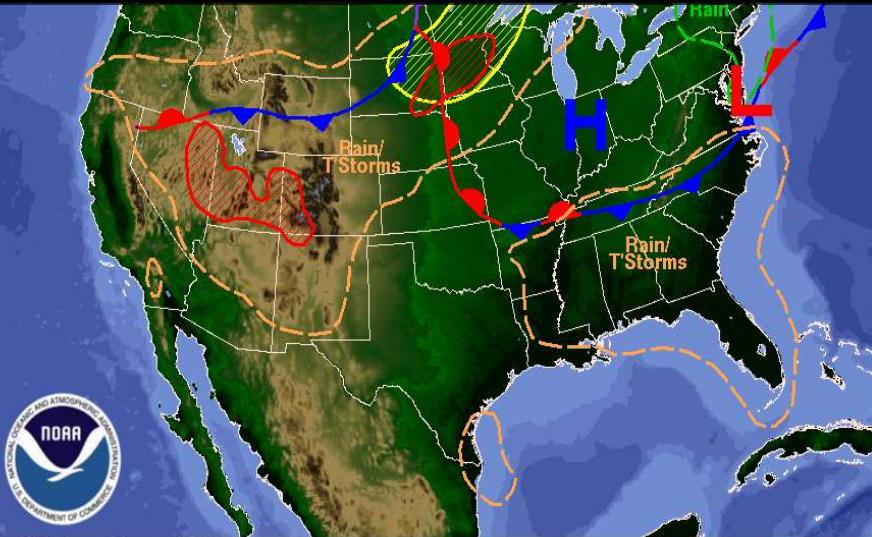 Rain
L
H
Rain/
T'Storms
Rain/
T'Storms
NOAA
NATIONAL OCEANIC AND ATMOSPHERIC ADMINISTRATION
U.S. DEPARTMENT OF COMMERCE